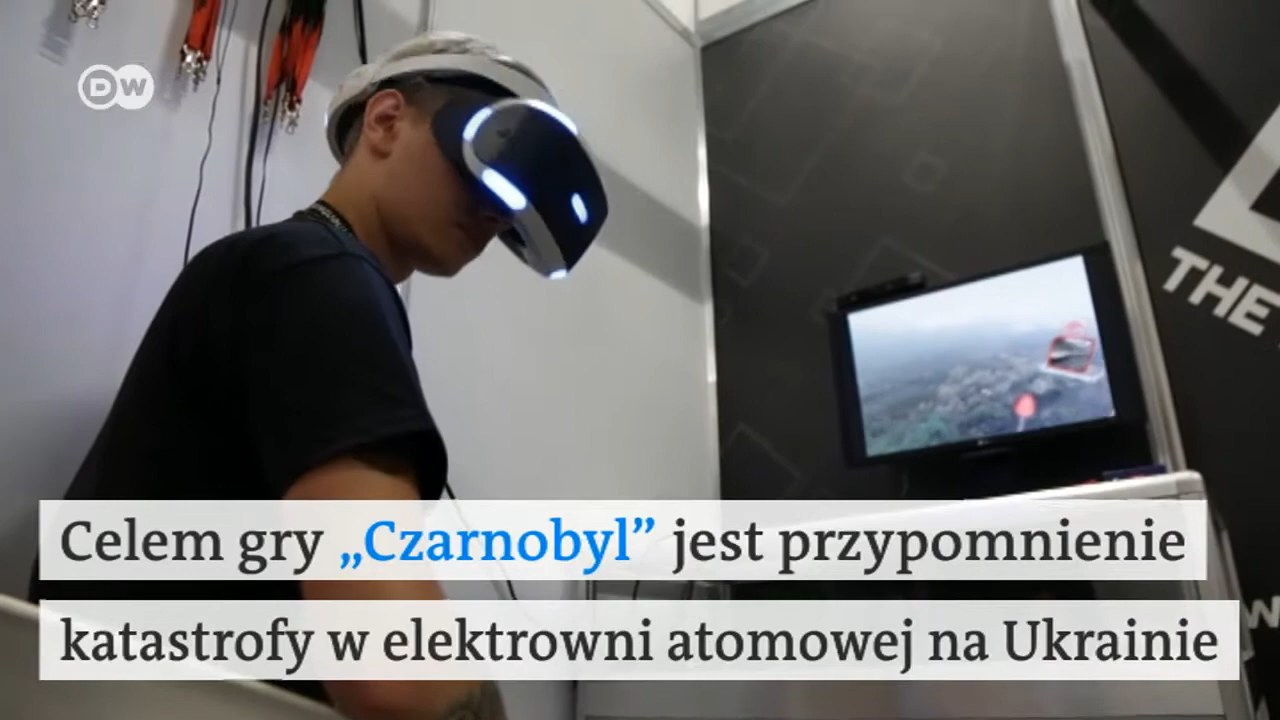 DW
THE
Celem gry „Czarnobyl” jest przypomnienie
katastrofy w elektrowni atomowej na Ukrainie